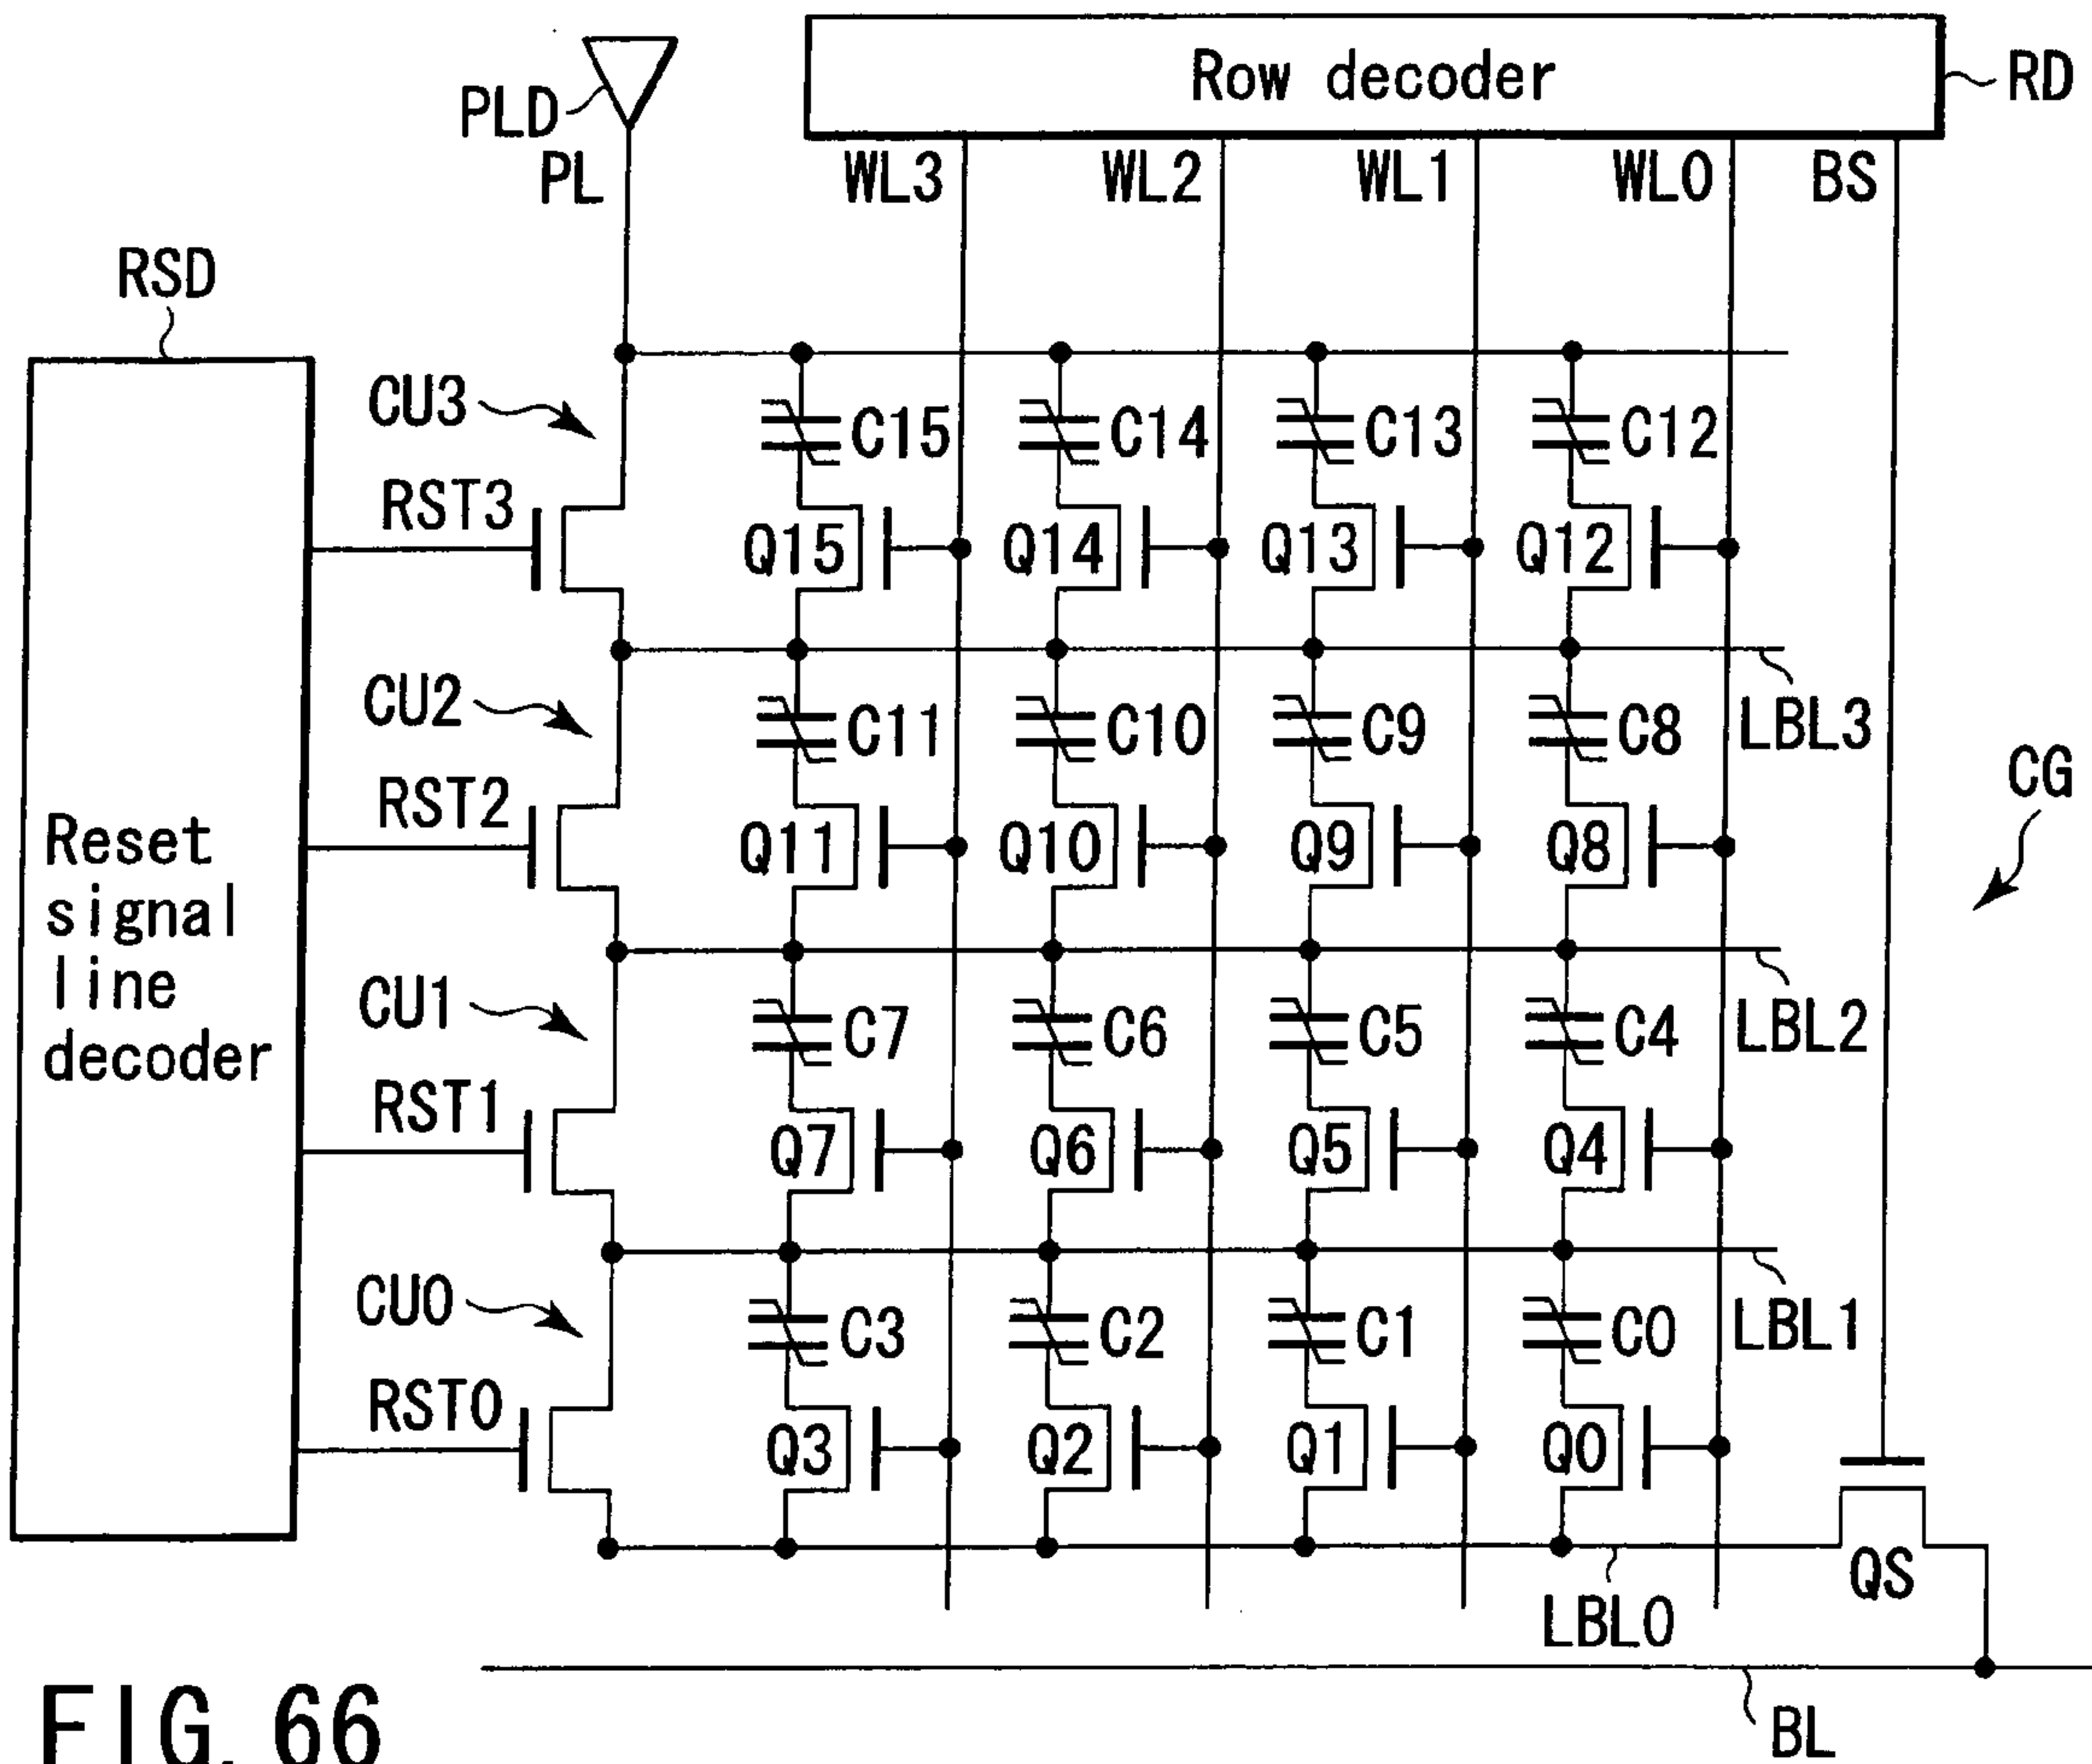 Row decoder
RD
PLD
PL
WL3
WL2
WL1
WL0
BS
RSD
CU3
C15
C14
C13
C12
RST3
Q15
Q14
Q13
Q12
CU2
C11
C10
C9
C8
LBL3
CG
RST2
Q11
Q10
Q9
Q8
Reset
signal
line
decoder
CU1
C7
C6
C5
C4
LBL2
RST1
Q7
Q6
Q5
Q4
CU0
C3
C2
C1
C0
LBL1
RST0
Q3
Q2
Q1
Q0
QS
LBL0
BL
FIG. 66